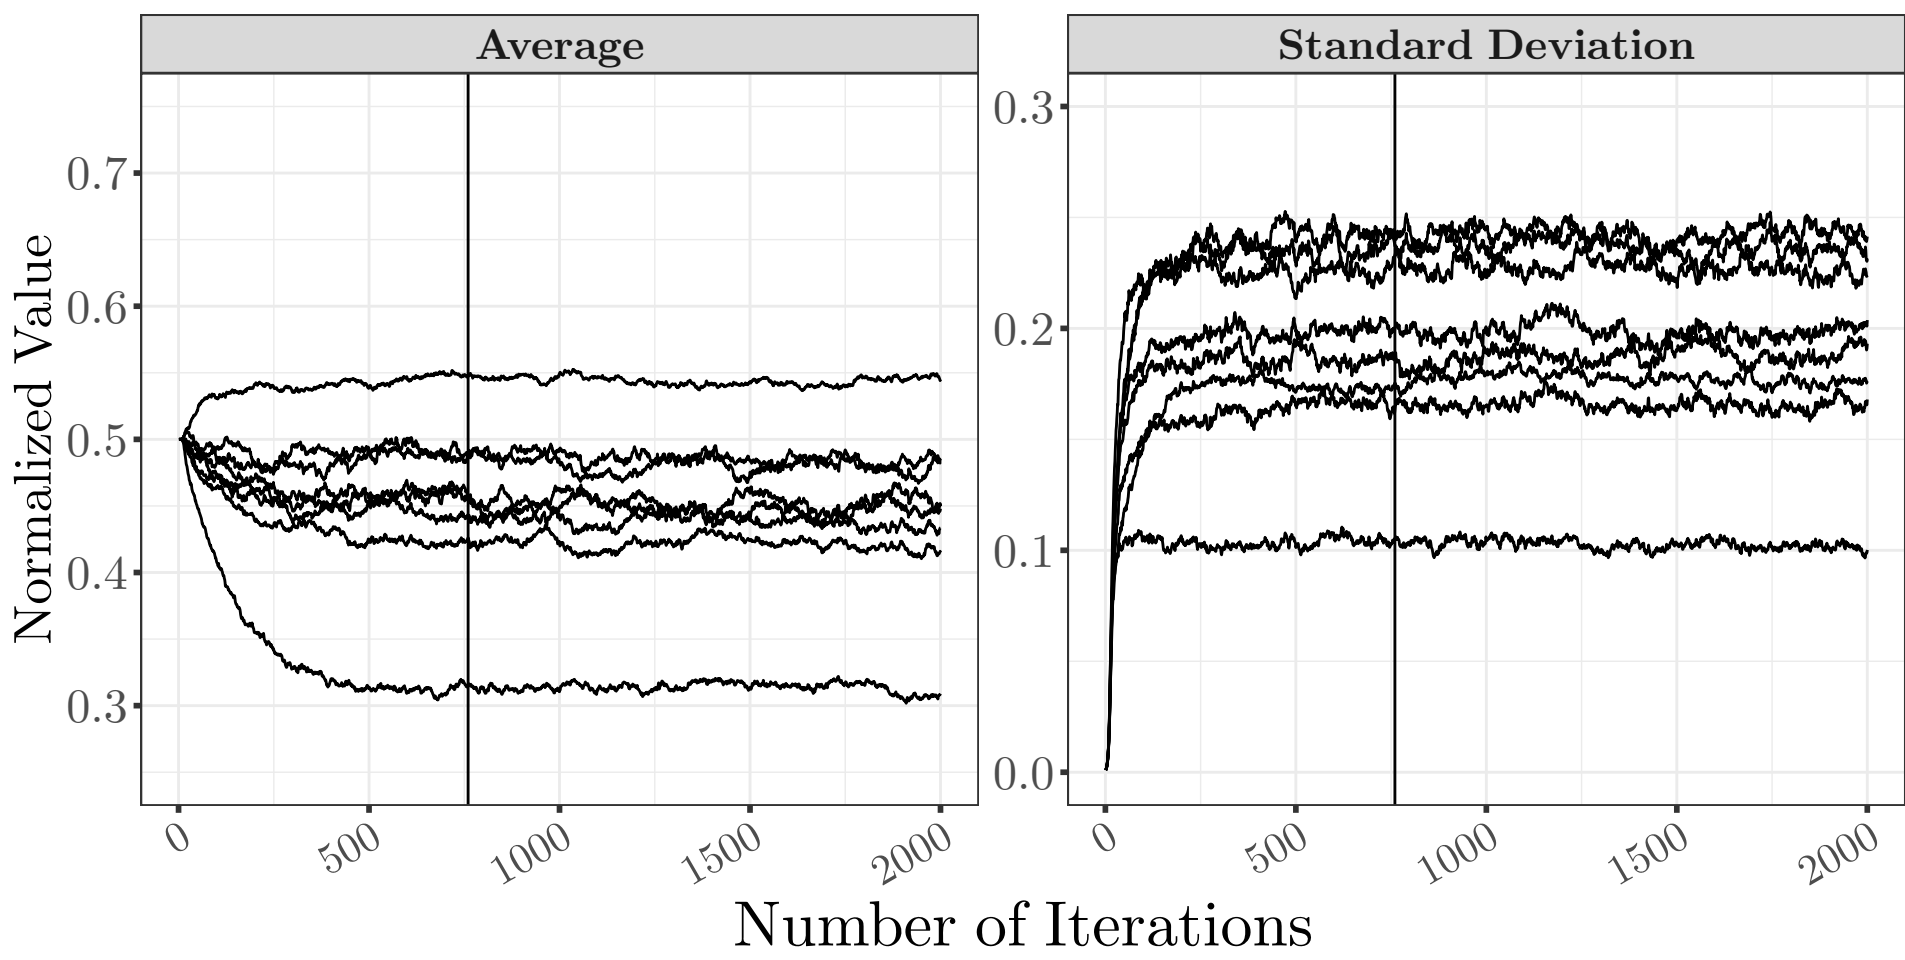 Average
Standard Deviation
Normalized Value
0.7
0.6
0.5
0.4
0.3
0.3
0.2
0.1
0.0
0 500 1000 1500 2000
0 500 1000 1500 2000
Number of Iterations